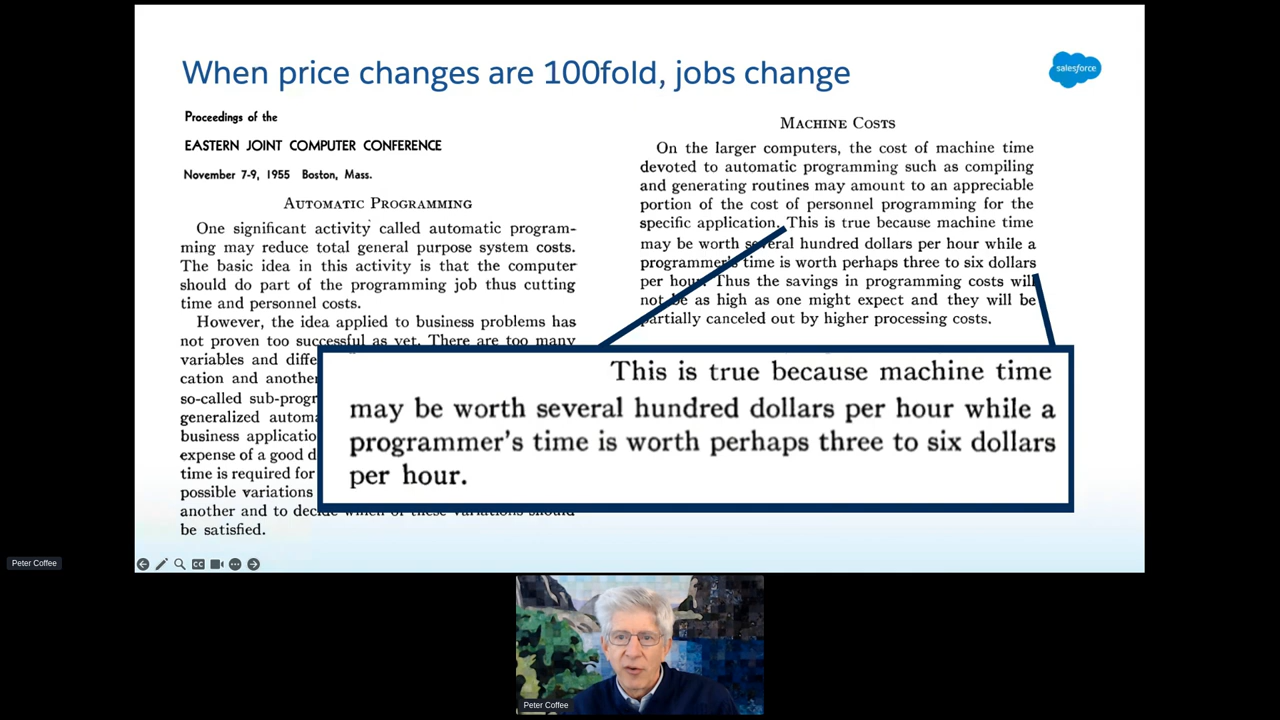 When price changes are 100fold, jobs change
salesforce
Proceedings of the
EASTERN JOINT COMPUTER CONFERENCE
November 7-9, 1955 Boston, Mass.
AUTOMATIC PROGRAMMING
One significant activity called automatic program-
ming may reduce total general purpose system costs.
The basic idea in this activity is that the computer
should do part of the programming job thus cutting
time and personnel costs.
However, the idea applied to business problems has
not proven too successful as yet. There are too many
variables and diffe
cation and another
so-called sub-progr
generalized automa
business applicatio
expense of a good d
time is required for
possible variations
another and to decide which of these variations should
be satisfied.
MACHINE COSTS
On the larger computers, the cost of machine time
devoted to automatic programming such as compiling
and generating routines may amount to an appreciable
portion of the cost of personnel programming for the
specific application. This is true because machine time
may be worth several hundred dollars per hour while a
programmer's time is worth perhaps three to six dollars
per hour. Thus the savings in programming costs will
not be as high as one might expect and they will be
partially canceled out by higher processing costs.
This is true because machine time
may be worth several hundred dollars per hour while a
programmer's time is worth perhaps three to six dollars
per hour.
CC
Peter Coffee
Peter Coffee